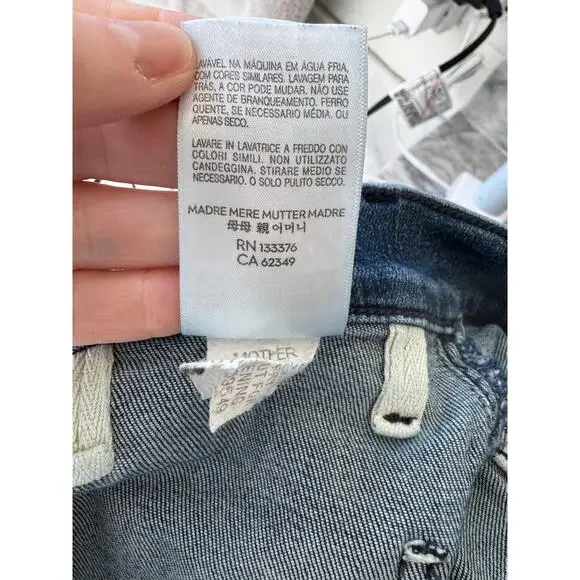 LAVÁVEL NA MÁQUINA EM ÁGUA FRIA,
COM CORES SIMILARES. LAVAGEM PARA
TRÁS, A COR PODE MUDAR. NÃO USE
AGENTE DE BRANQUEAMENTO. FERRO
QUENTE, SE NECESSÁRIO MÉDIA. OU
APENAS SECO.
LAVARE IN LAVATRICE A FREDDO CON
COLORI SIMILI. NON UTILIZZATO
CANDEGGINA. STIRARE MEDIO SE
NECESSARIO. O SOLO PULITO SECCO.
MADRE MERE MUTTER MADRE
母母 親 어머니
RN 133376
CA 62349
MOTHER